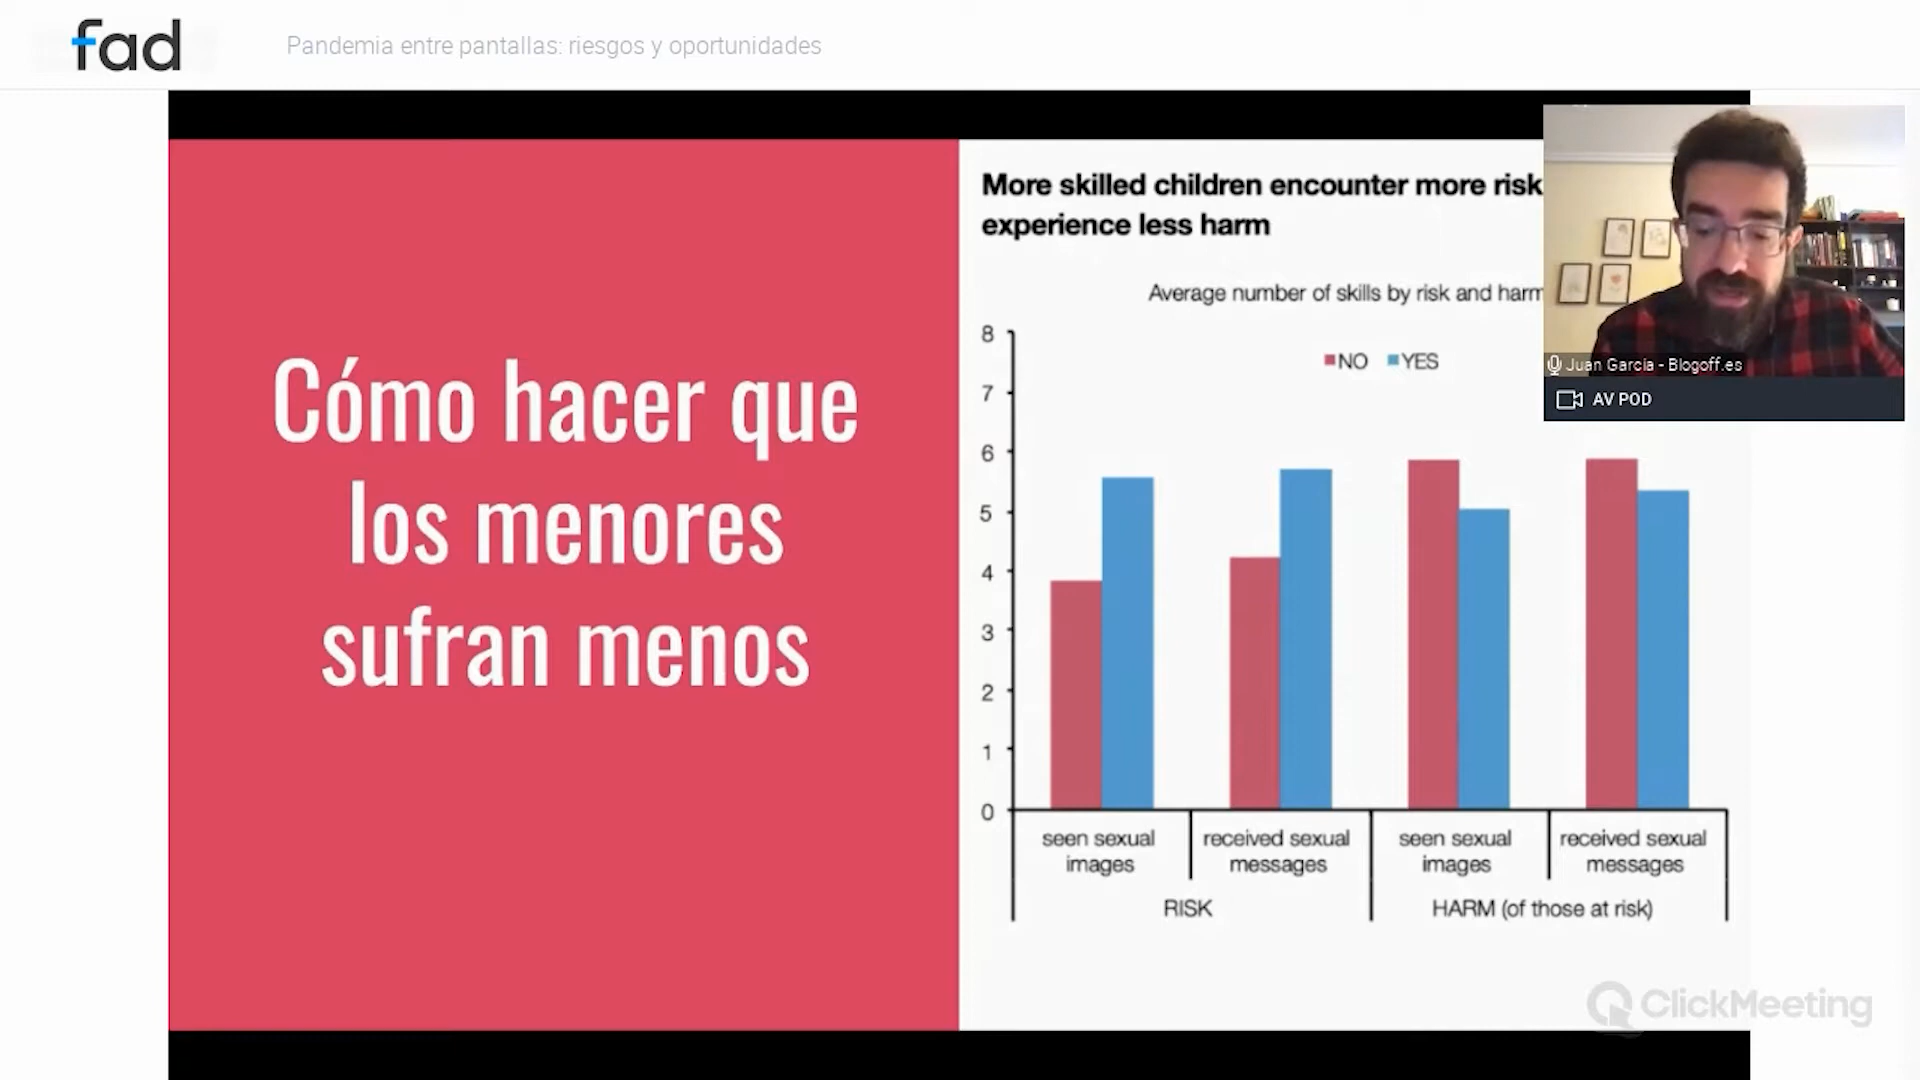 fad
Pandemia entre pantallas: riesgos y oportunidades
Cómo hacer que
los menores
sufran menos
More skilled children encounter more risk
experience less harm
Average number of skills by risk and harm
NO YES
8
7
6
5
4
3
2
1
0
seen sexual images
received sexual messages
seen sexual images
received sexual messages
RISK
HARM (of those at risk)
Juan García - Blogoff.es
AV POD
ClickMeeting